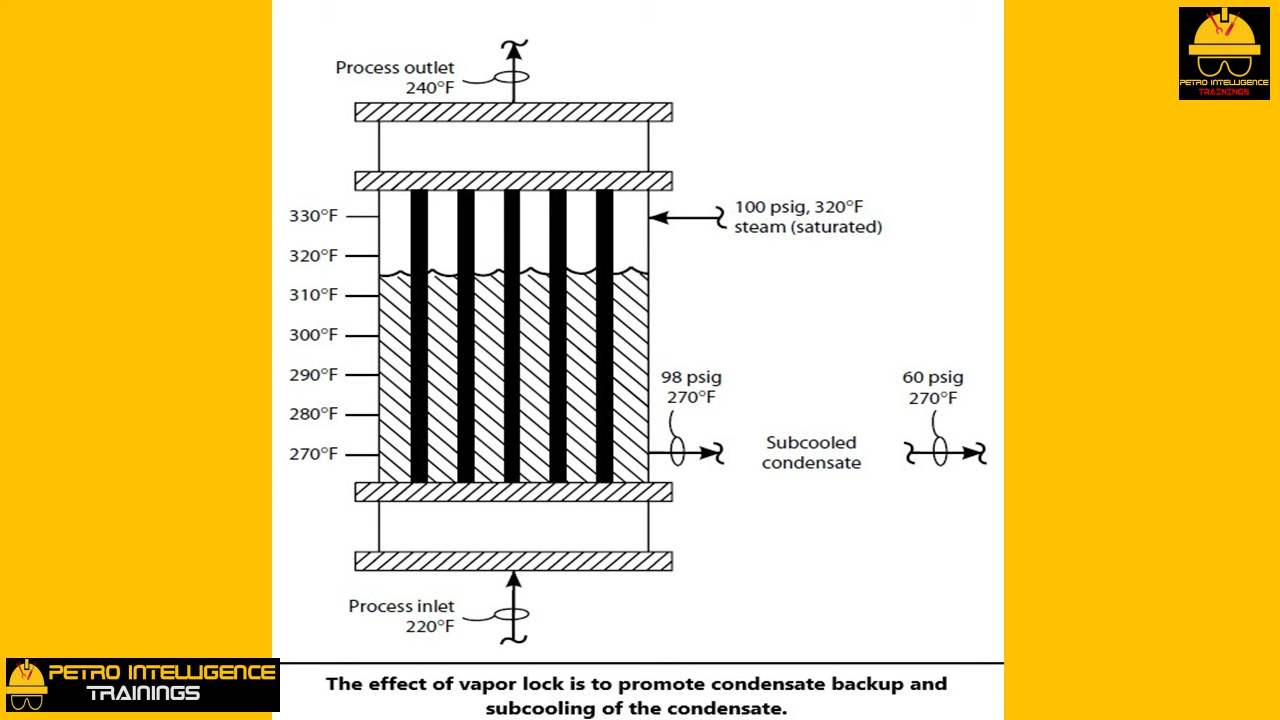 PETRO INTELLIGENCE
TRAININGS
Process outlet
240°F
330°F
320°F
310°F
300°F
290°F
280°F
270°F
100 psig, 320°F
steam (saturated)
98 psig
270°F
Subcooled
condensate
60 psig
270°F
Process inlet
220°F
PETRO INTELLIGENCE
TRAININGS
The effect of vapor lock is to promote condensate backup and
subcooling of the condensate.